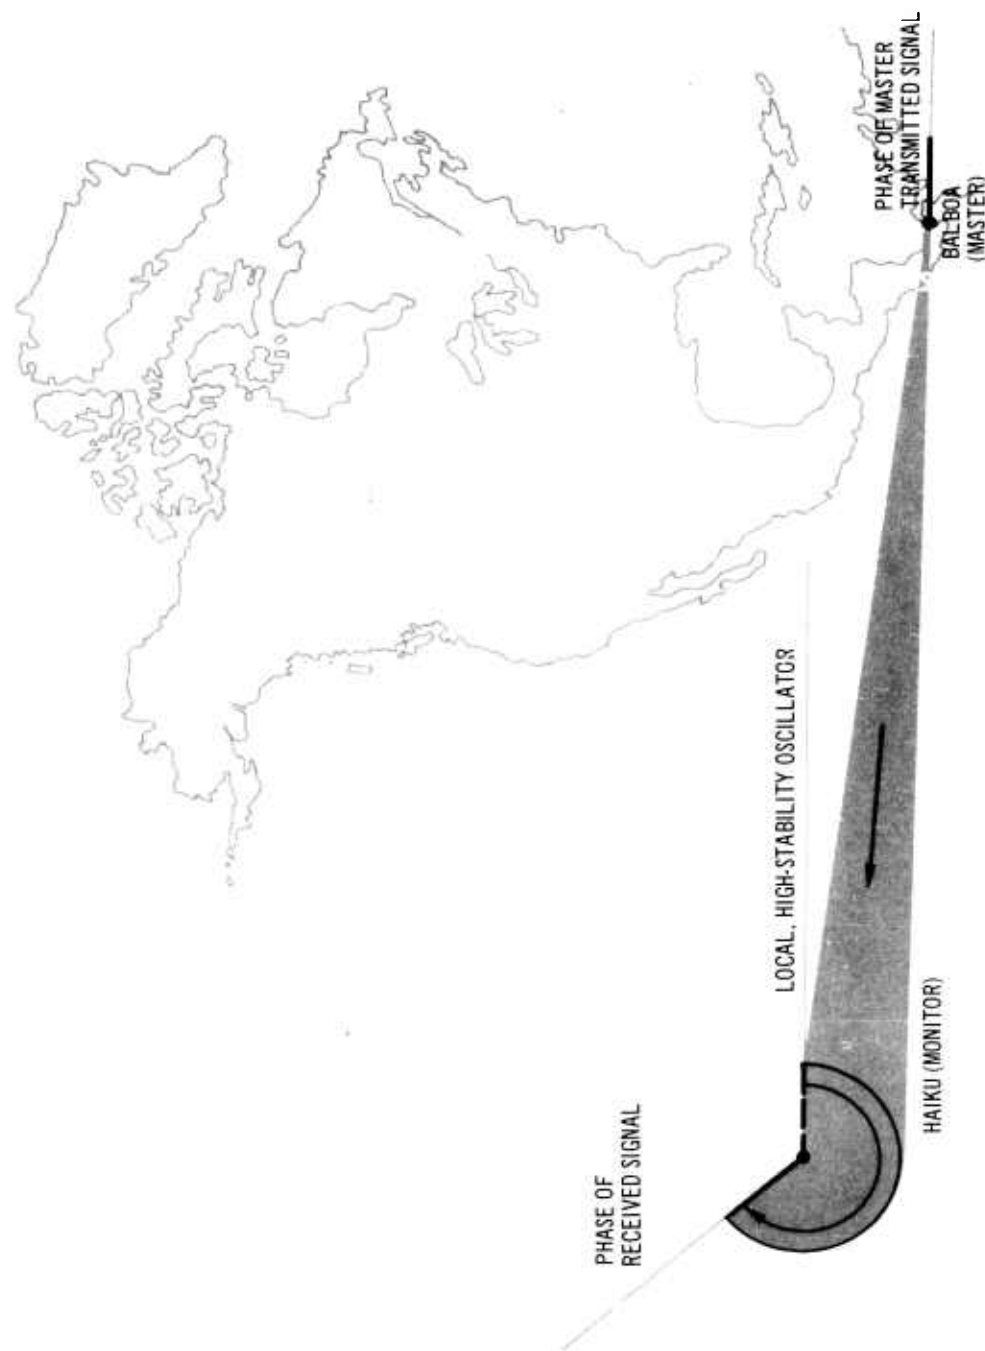 PHASE OF
RECEIVED SIGNAL
LOCAL, HIGH-STABILITY OSCILLATOR
HAIKU (MONITOR)
PHASE OF MASTER
TRANSMITTED SIGNAL
BALBOA
(MASTER)